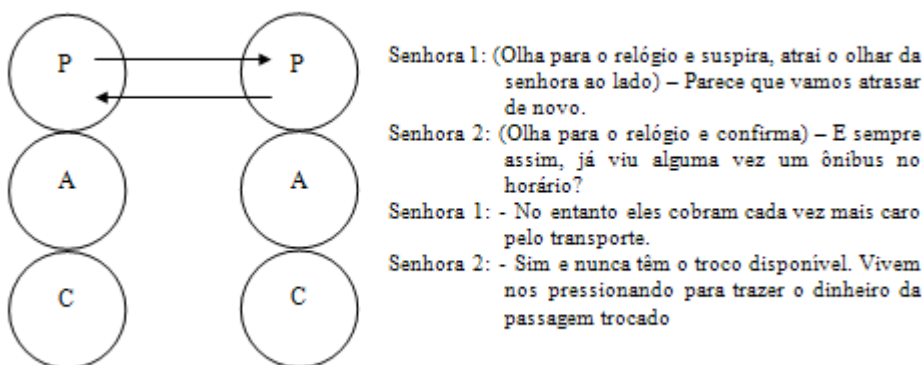 P P
A A
C C
Senhora 1: (Olha para o relógio e suspira, atrai o olhar da
senhora ao lado) – Parece que vamos atrasar
de novo.
Senhora 2: (Olha para o relógio e confirma) – E sempre
assim, já viu alguma vez um ônibus no
horário?
Senhora 1: - No entanto eles cobram cada vez mais caro
pelo transporte.
Senhora 2: - Sim e nunca têm o troco disponível. Vivem
nos pressionando para trazer o dinheiro da
passagem trocado